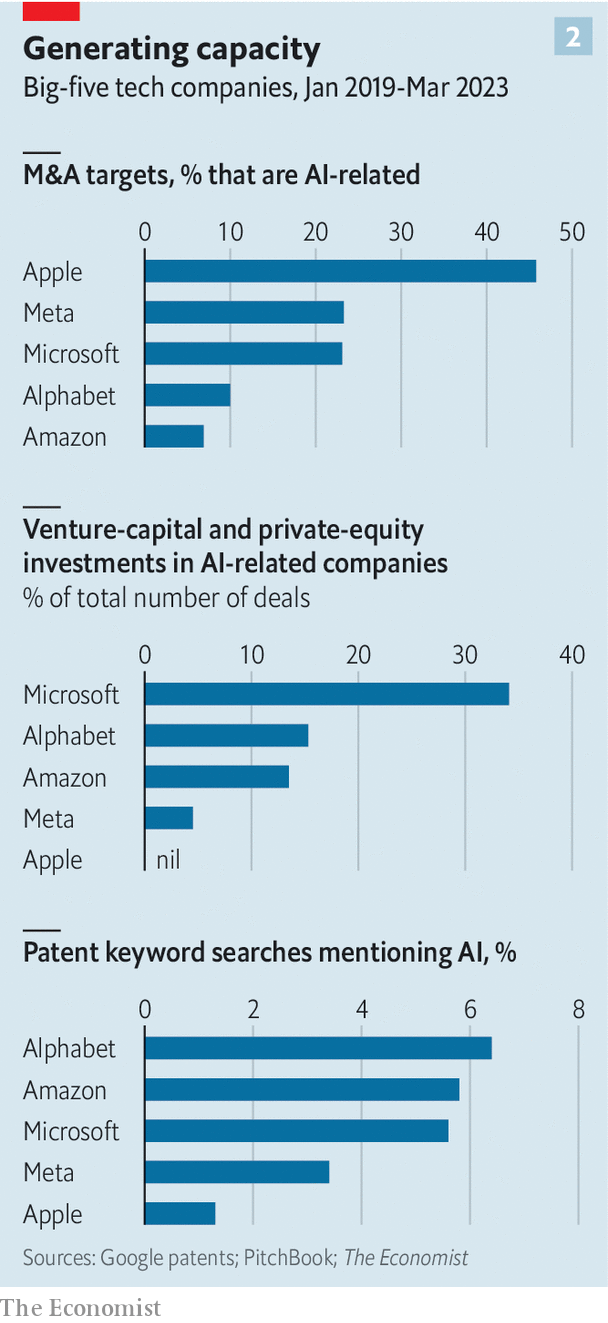 2
Generating capacity
Big-five tech companies, Jan 2019-Mar 2023
M&A targets, % that are AI-related
0 10 20 30 40 50
Apple
Meta
Microsoft
Alphabet
Amazon
Venture-capital and private-equity
investments in AI-related companies
% of total number of deals
0 10 20 30 40
Microsoft
Alphabet
Amazon
Meta
Apple nil
Patent keyword searches mentioning AI, %
0 2 4 6 8
Alphabet
Amazon
Microsoft
Meta
Apple
Sources: Google patents; PitchBook; The Economist
The Economist